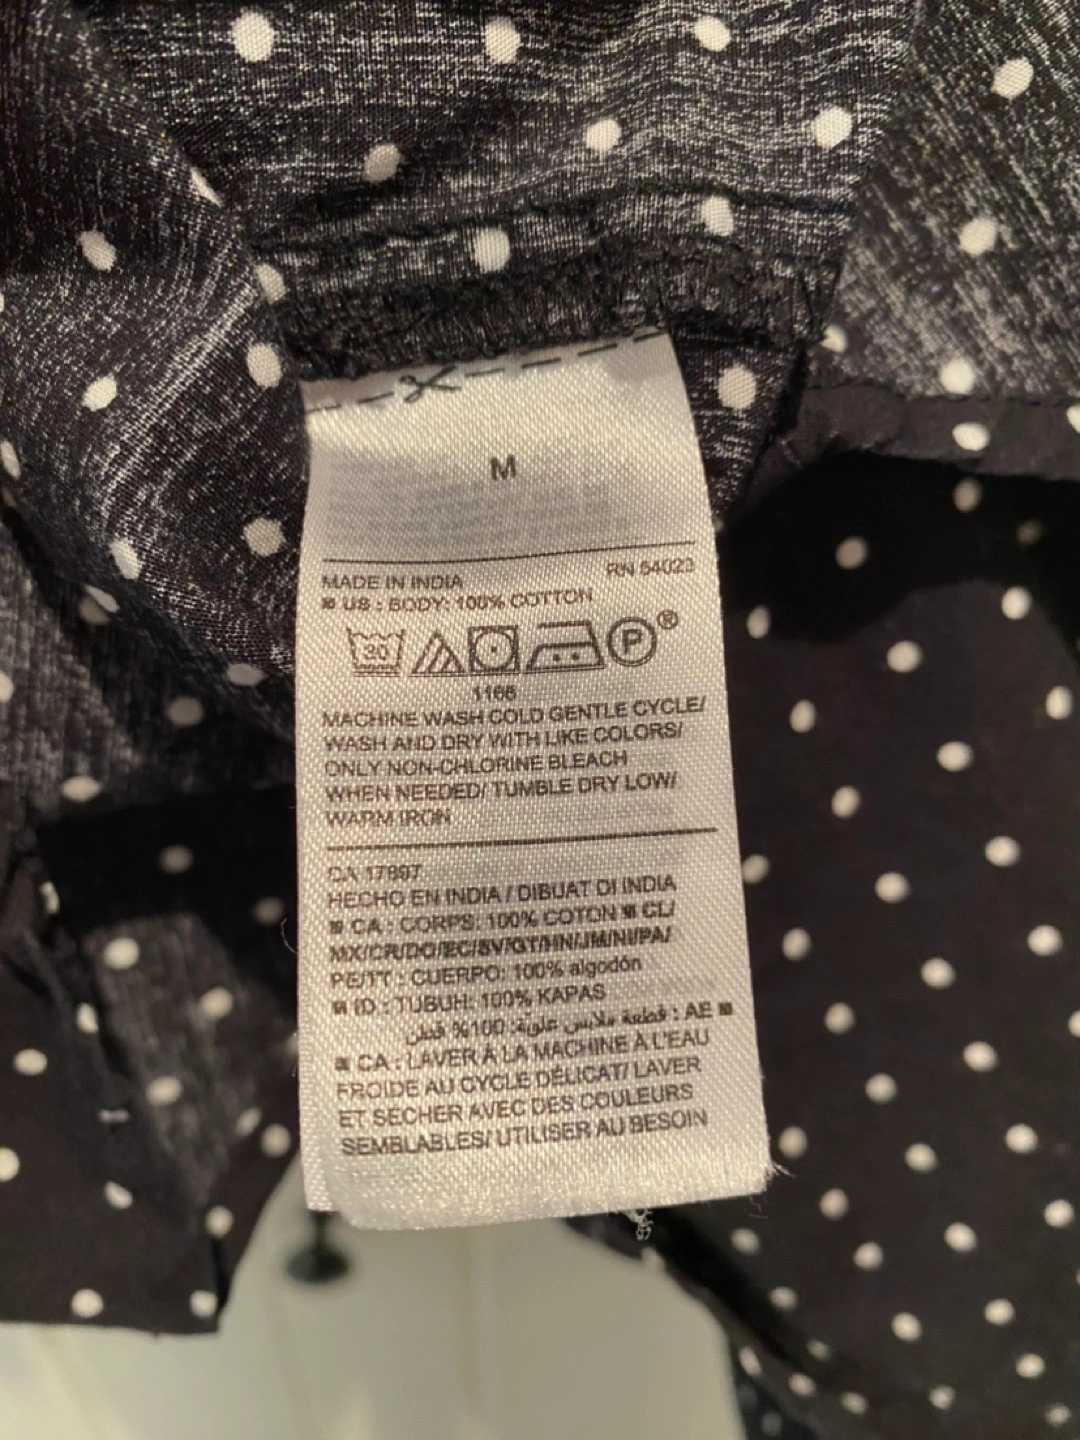 M
MADE IN INDIA RN 54023
US : BODY: 100% COTTON
30 P ®
1166
MACHINE WASH COLD GENTLE CYCLE/
WASH AND DRY WITH LIKE COLORS/
ONLY NON-CHLORINE BLEACH
WHEN NEEDED/ TUMBLE DRY LOW/
WARM IRON
CA 17897
HECHO EN INDIA / DIBUAT DI INDIA
CA : CORPS: 100% COTON CL/
MX/CR/DO/EC/SV/GT/HN/JM/NI/PA/
PE/TT : CUERPO: 100% algodón
ID : TUBUH: 100% KAPAS
AE : قطعة ملابس علويّة: 100% قطن
CA : LAVER À LA MACHINE À L'EAU
FROIDE AU CYCLE DÉLICAT/ LAVER
ET SÉCHER AVEC DES COULEURS
SEMBLABLES/ UTILISER AU BESOIN